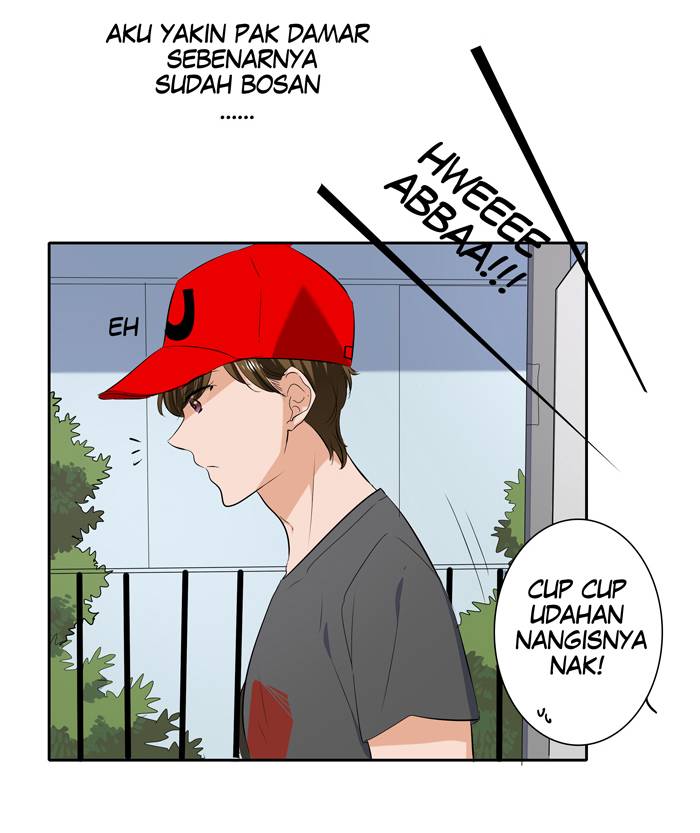 AKU YAKIN PAK DAMAR
SEBENARNYA
SUDAH BOSAN
......
HWEEEE
ABBAA!!!
EH
J
CUP CUP
UDAHAN
NANGISNYA
NAK!